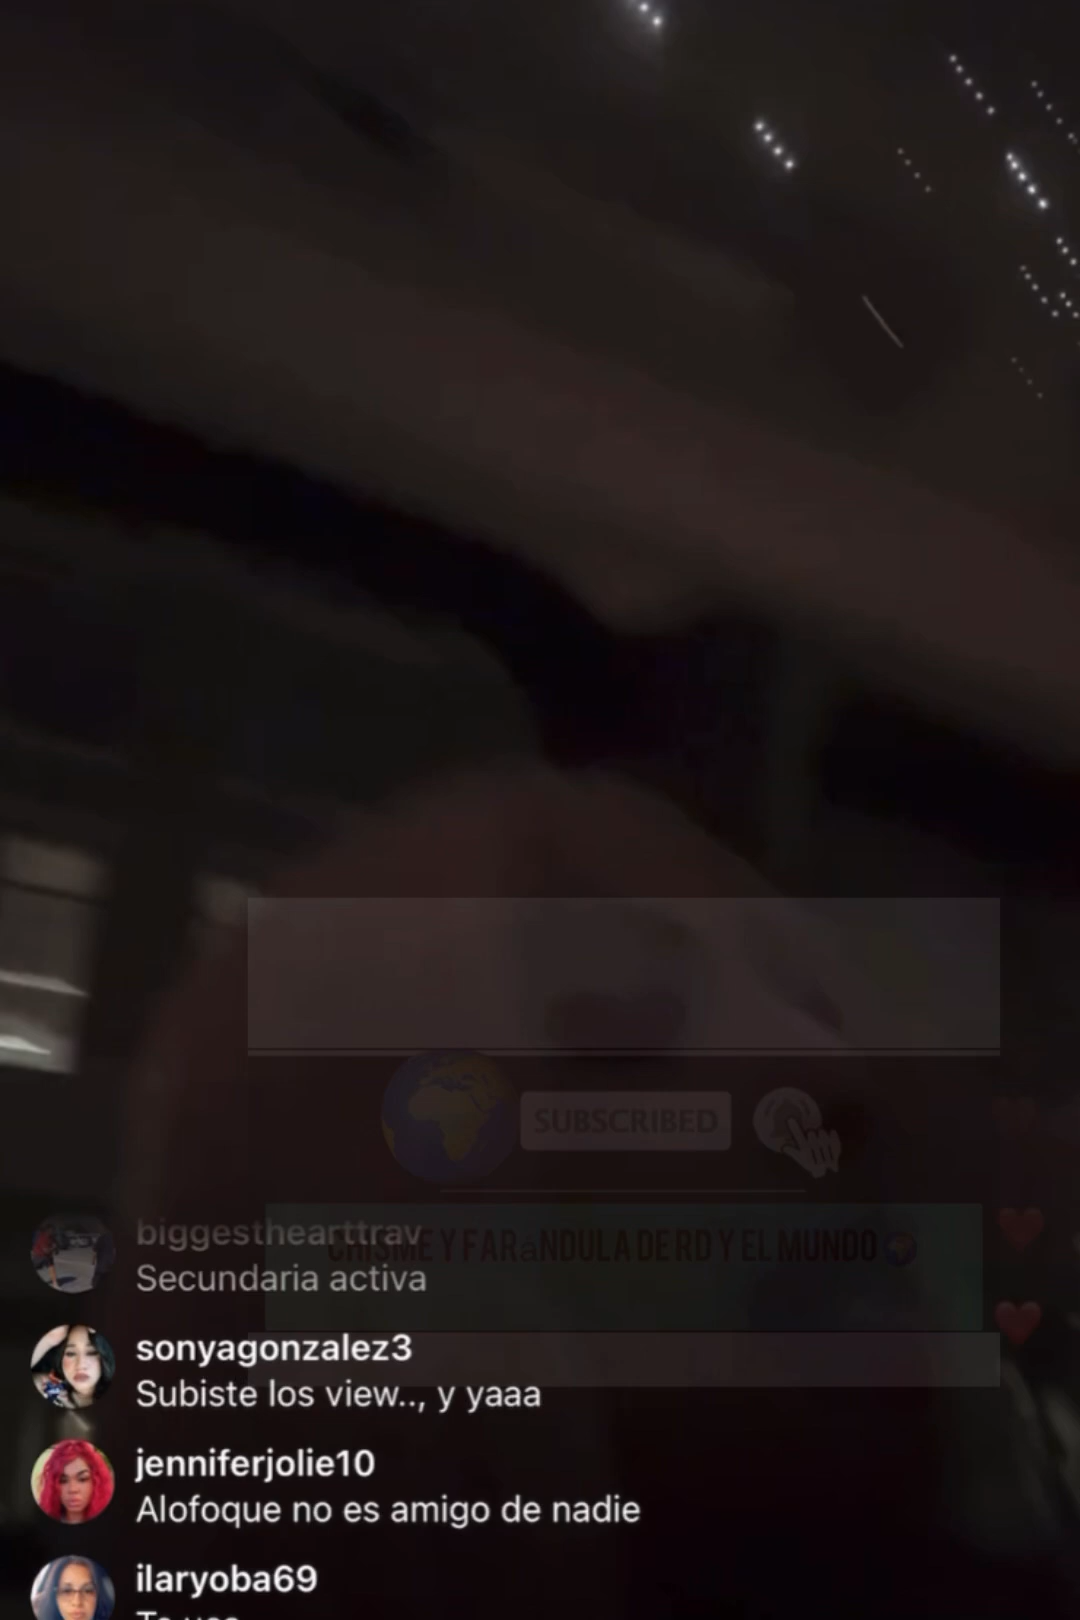 SUBSCRIBED
biggesthearttrav
CHISME Y FARáNDULA DE RD Y EL MUNDO
Secundaria activa
sonyagonzalez3
Subiste los view.., y yaaa
jenniferjolie10
Alofoque no es amigo de nadie
ilaryoba69